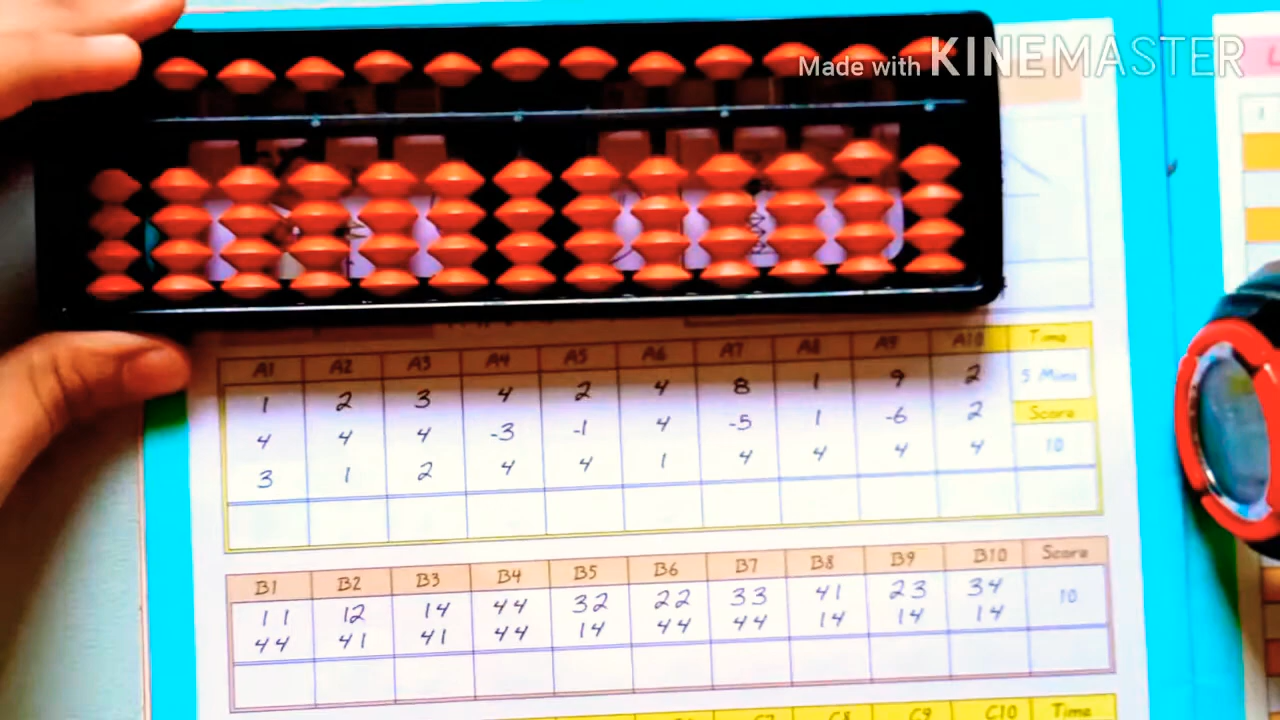 Made with KINEMASTER
A1 A2 A3 A4 A5 A6 A7 A8 A9 A10 Time
1 2 3 4 2 4 8 1 9 2 5 Mins
4 4 4 -3 -1 4 -5 1 -6 2 Score
3 1 2 4 4 1 4 4 4 4 10
B1 B2 B3 B4 B5 B6 B7 B8 B9 B10 Score
11 12 14 44 32 22 33 41 23 34 10
44 41 41 44 14 44 44 14 14 14
C7 C8 C9 C10 Time